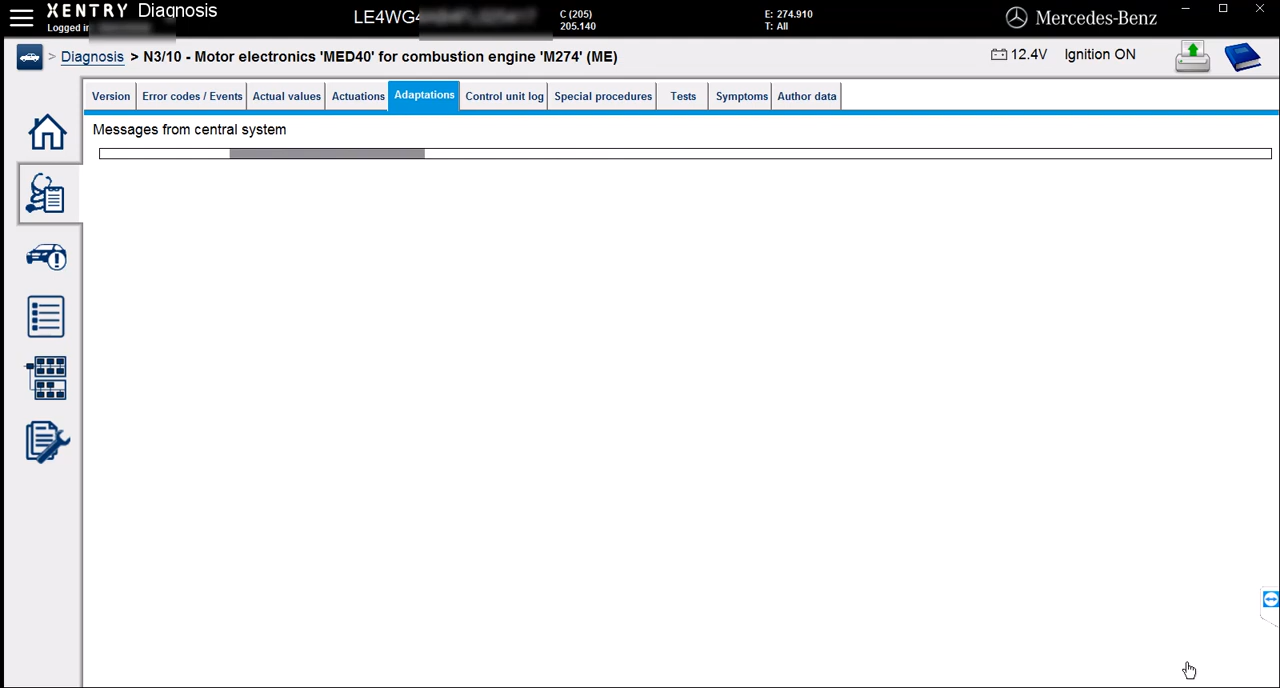 XENTRY Diagnosis
Logged in
LE4WG4
C (205)
205.140
E: 274.910
T: All
Mercedes-Benz
Diagnosis > N3/10 - Motor electronics 'MED40' for combustion engine 'M274' (ME)
12.4V Ignition ON
Version Error codes / Events Actual values Actuations Adaptations Control unit log Special procedures Tests Symptoms Author data
Messages from central system